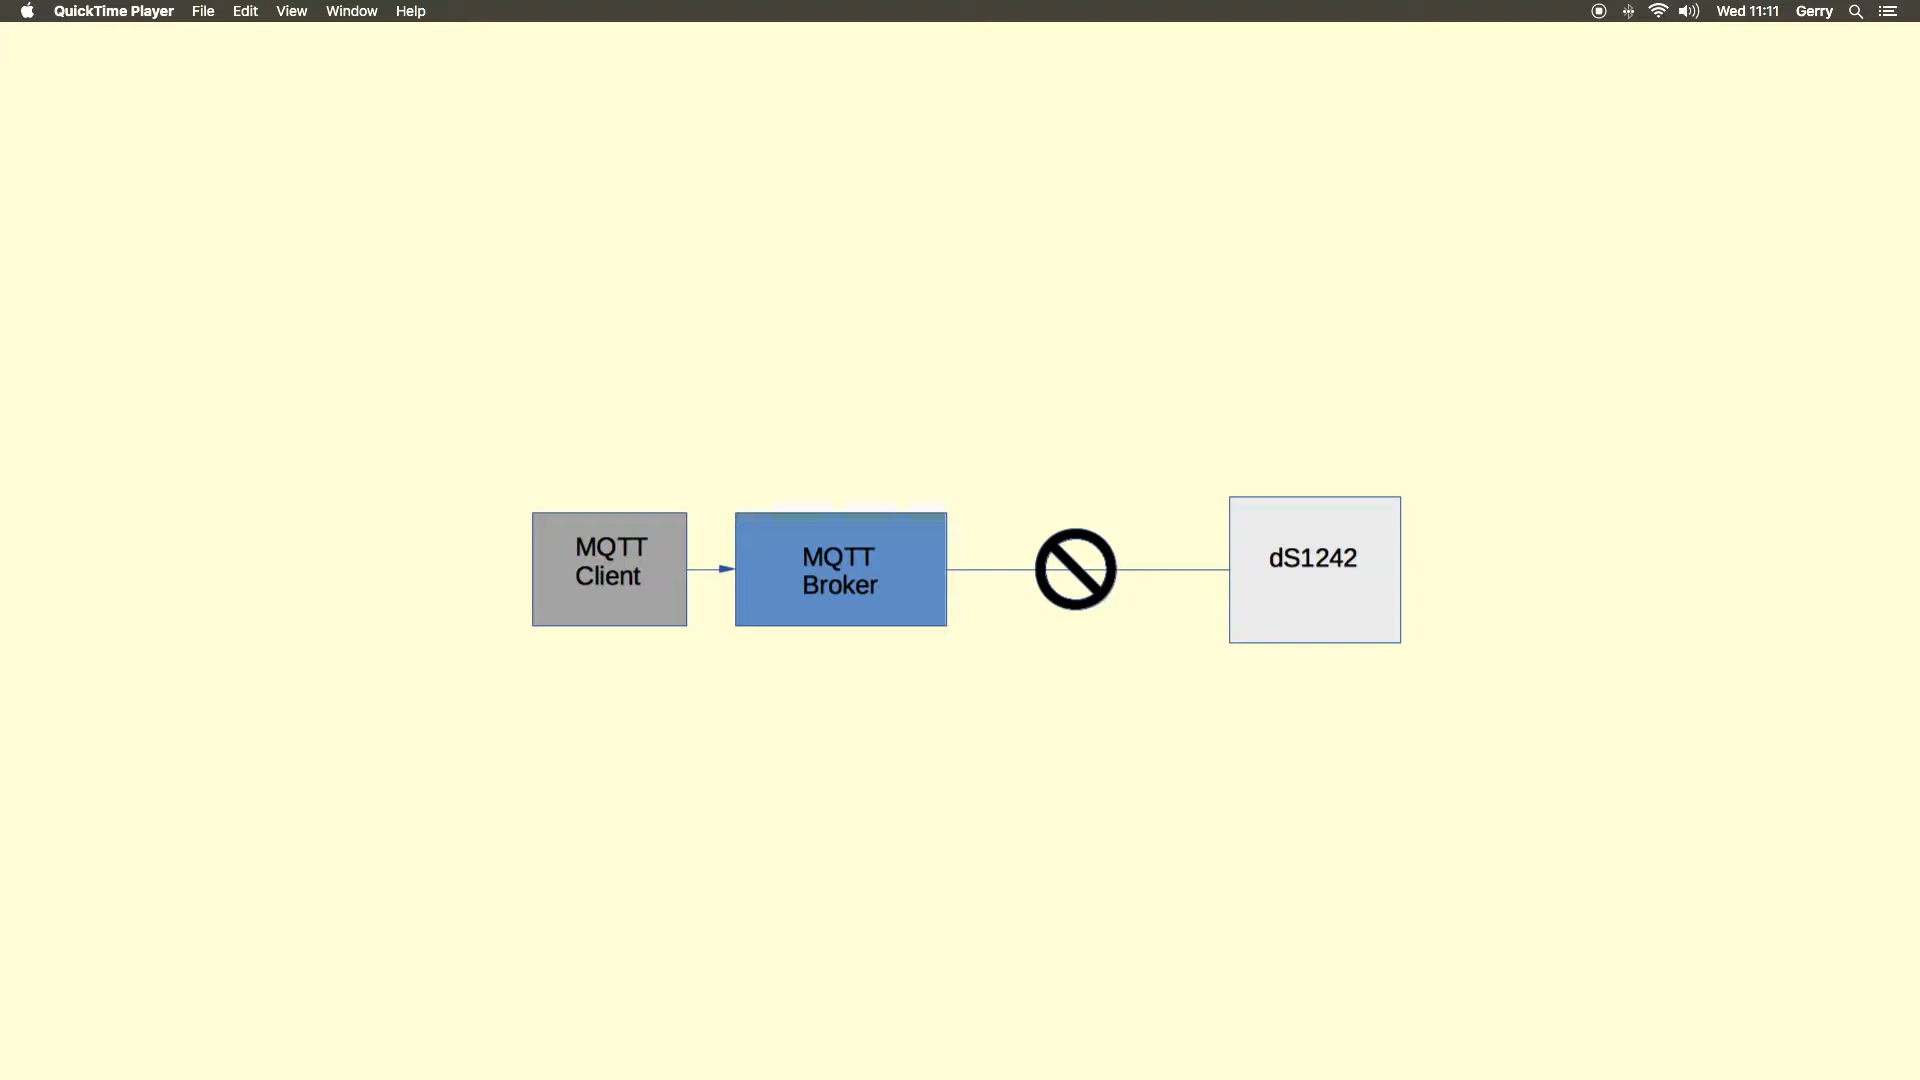 QuickTime Player File Edit View Window Help Wed 11:11 Gerry
MQTT
Client
MQTT
Broker
dS1242